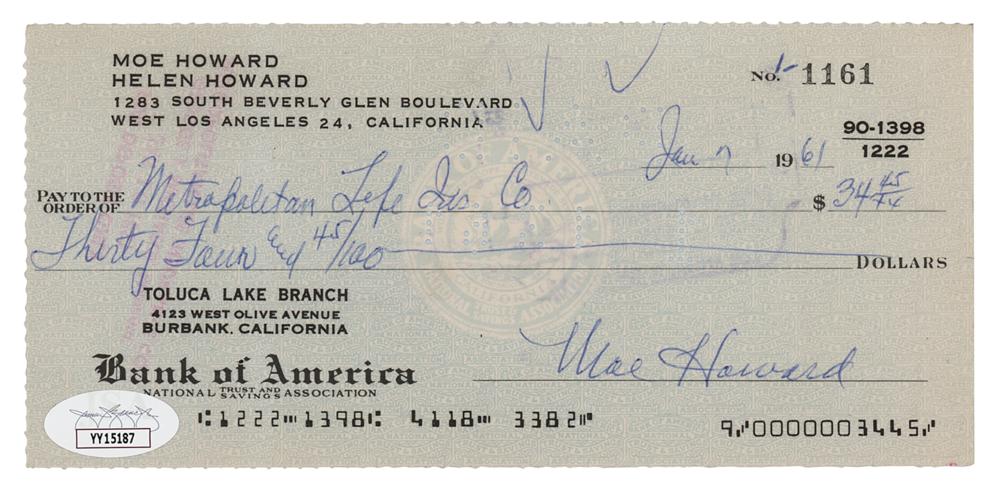 MOE HOWARD
HELEN HOWARD
1283 SOUTH BEVERLY GLEN BOULEVARD
WEST LOS ANGELES 24, CALIFORNIA
No. 1161
90-1398
1222
Jan 7 1961
PAY TO THE ORDER OF Metropolitan Life Ins. Co. $ 34 45/xx
Thirty Four and 45/100 DOLLARS
TOLUCA LAKE BRANCH
4123 WEST OLIVE AVENUE
BURBANK, CALIFORNIA
Moe Howard
Bank of America
NATIONAL TRUST AND SAVINGS ASSOCIATION
YY15187
⑆1222⑉1398⑆ 4118⑉ 3382⑈
⑇0000003445⑇